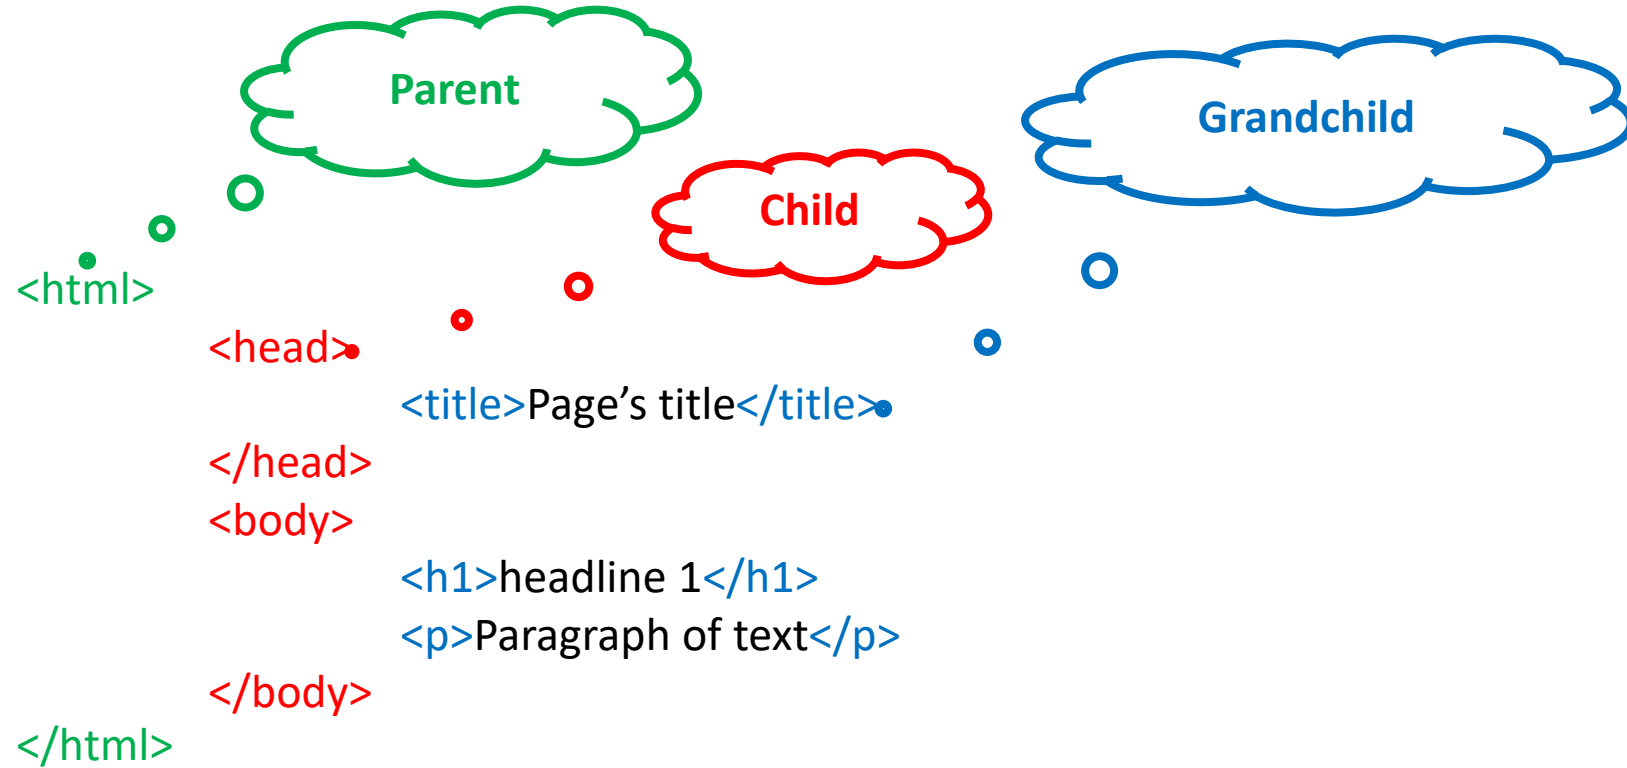 Parent
Grandchild
Child
<html>
<head>
<title>Page’s title</title>
</head>
<body>
<h1>headline 1</h1>
<p>Paragraph of text</p>
</body>
</html>